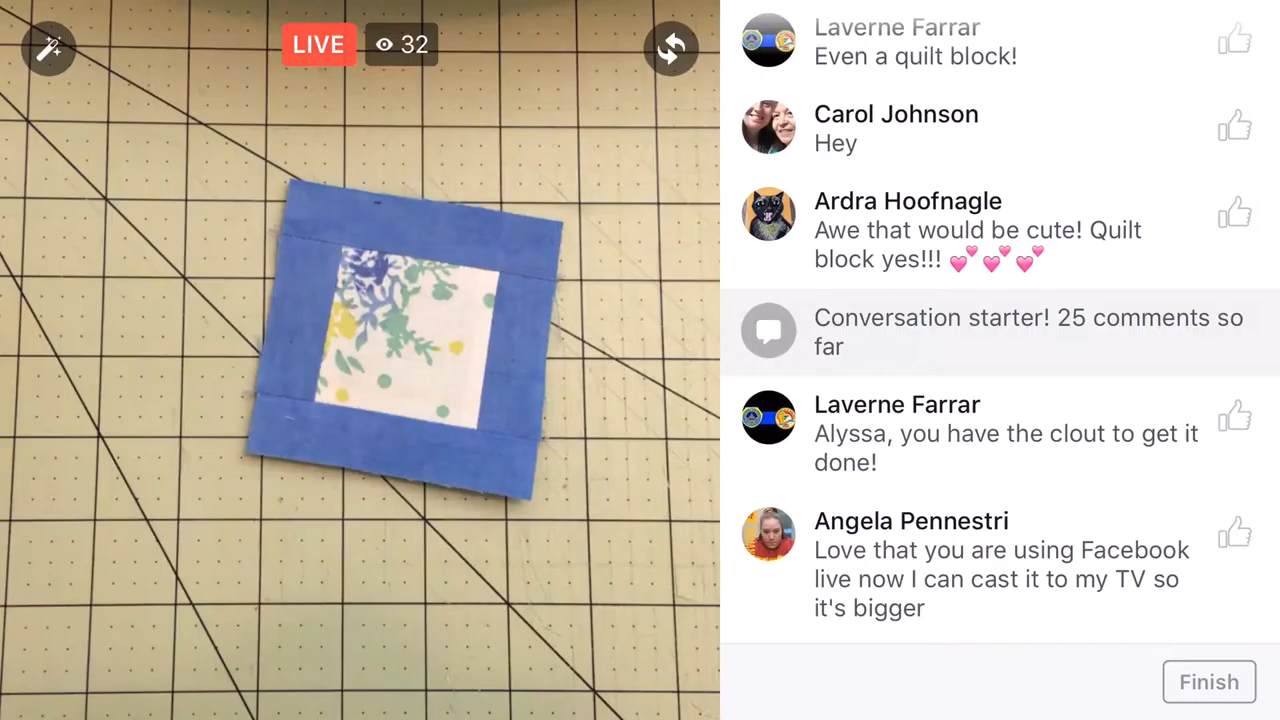 LIVE 32
Laverne Farrar
Even a quilt block!
Carol Johnson
Hey
Ardra Hoofnagle
Awe that would be cute! Quilt
block yes!!! 💕 💕 💕
Conversation starter! 25 comments so
far
Laverne Farrar
Alyssa, you have the clout to get it
done!
Angela Pennestri
Love that you are using Facebook
live now I can cast it to my TV so
it's bigger
Finish